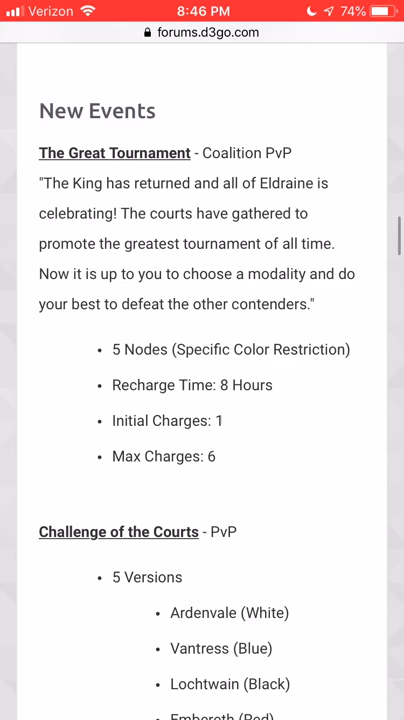 Verizon 8:46 PM 74%
forums.d3go.com
New Events
The Great Tournament - Coalition PvP
"The King has returned and all of Eldraine is
celebrating! The courts have gathered to
promote the greatest tournament of all time.
Now it is up to you to choose a modality and do
your best to defeat the other contenders."
• 5 Nodes (Specific Color Restriction)
• Recharge Time: 8 Hours
• Initial Charges: 1
• Max Charges: 6
Challenge of the Courts - PvP
• 5 Versions
• Ardenvale (White)
• Vantress (Blue)
• Lochtwain (Black)
• Embereth (Red)